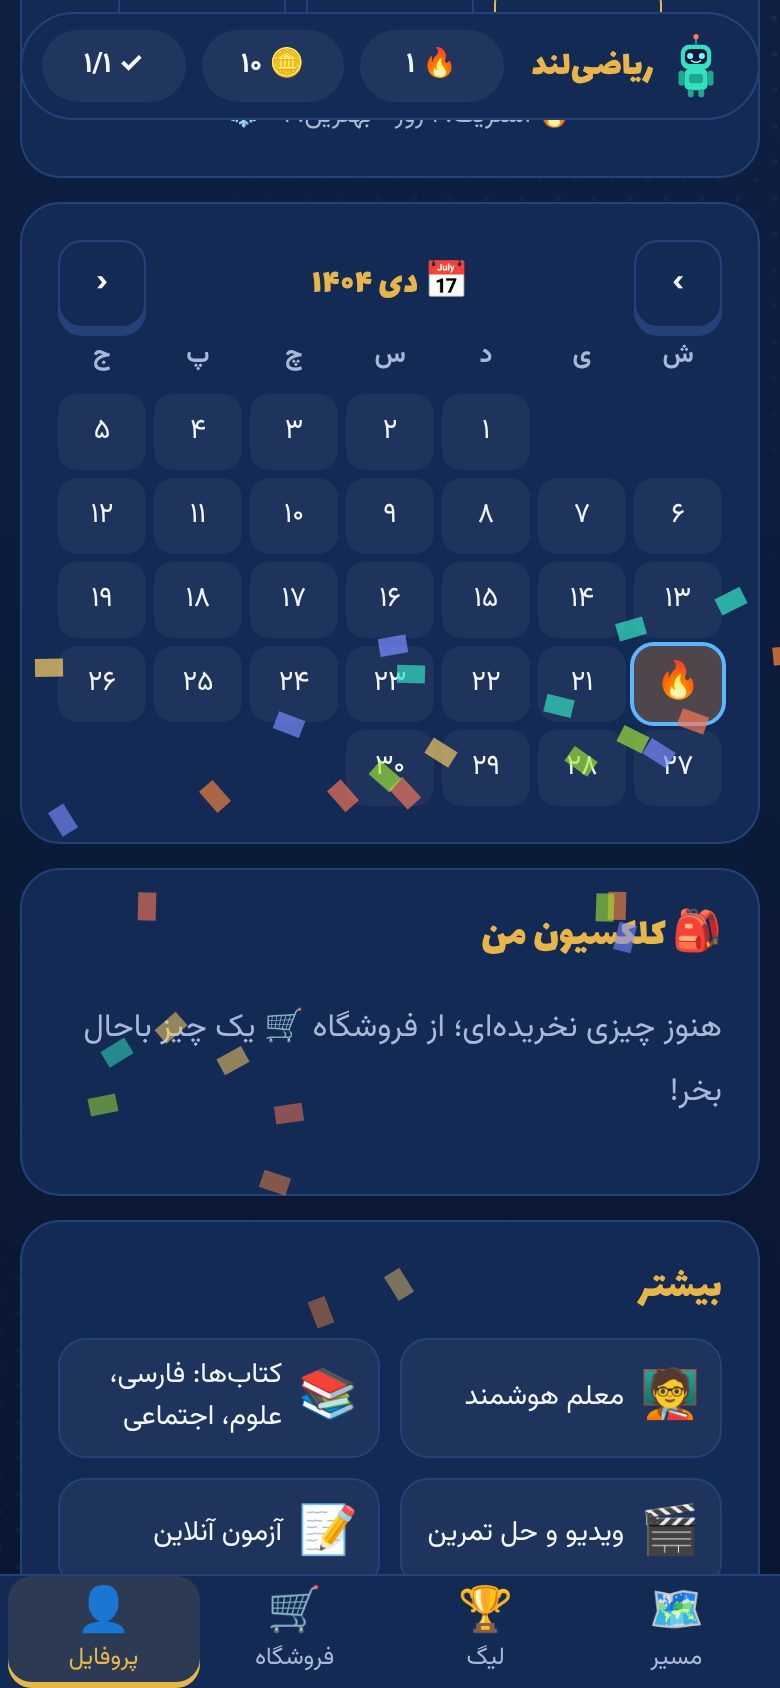 ریاضی‌لند
۱
۱۰
۱/۱ ✓
دی ۱۴۰۴
ش ی د س چ پ ج
۱ ۲ ۳ ۴ ۵
۶ ۷ ۸ ۹ ۱۰ ۱۱ ۱۲
۱۳ ۱۴ ۱۵ ۱۶ ۱۷ ۱۸ ۱۹
۲۱ ۲۲ ۲۳ ۲۴ ۲۵ ۲۶
۲۷ ۲۸ ۲۹ ۳۰
کلکسیون من
هنوز چیزی نخریده‌ای؛ از فروشگاه 🛒 یک چیز باحال
بخر!
بیشتر
معلم هوشمند
کتاب‌ها: فارسی،
علوم، اجتماعی
ویدیو و حل تمرین
آزمون آنلاین
مسیر
لیگ
فروشگاه
پروفایل